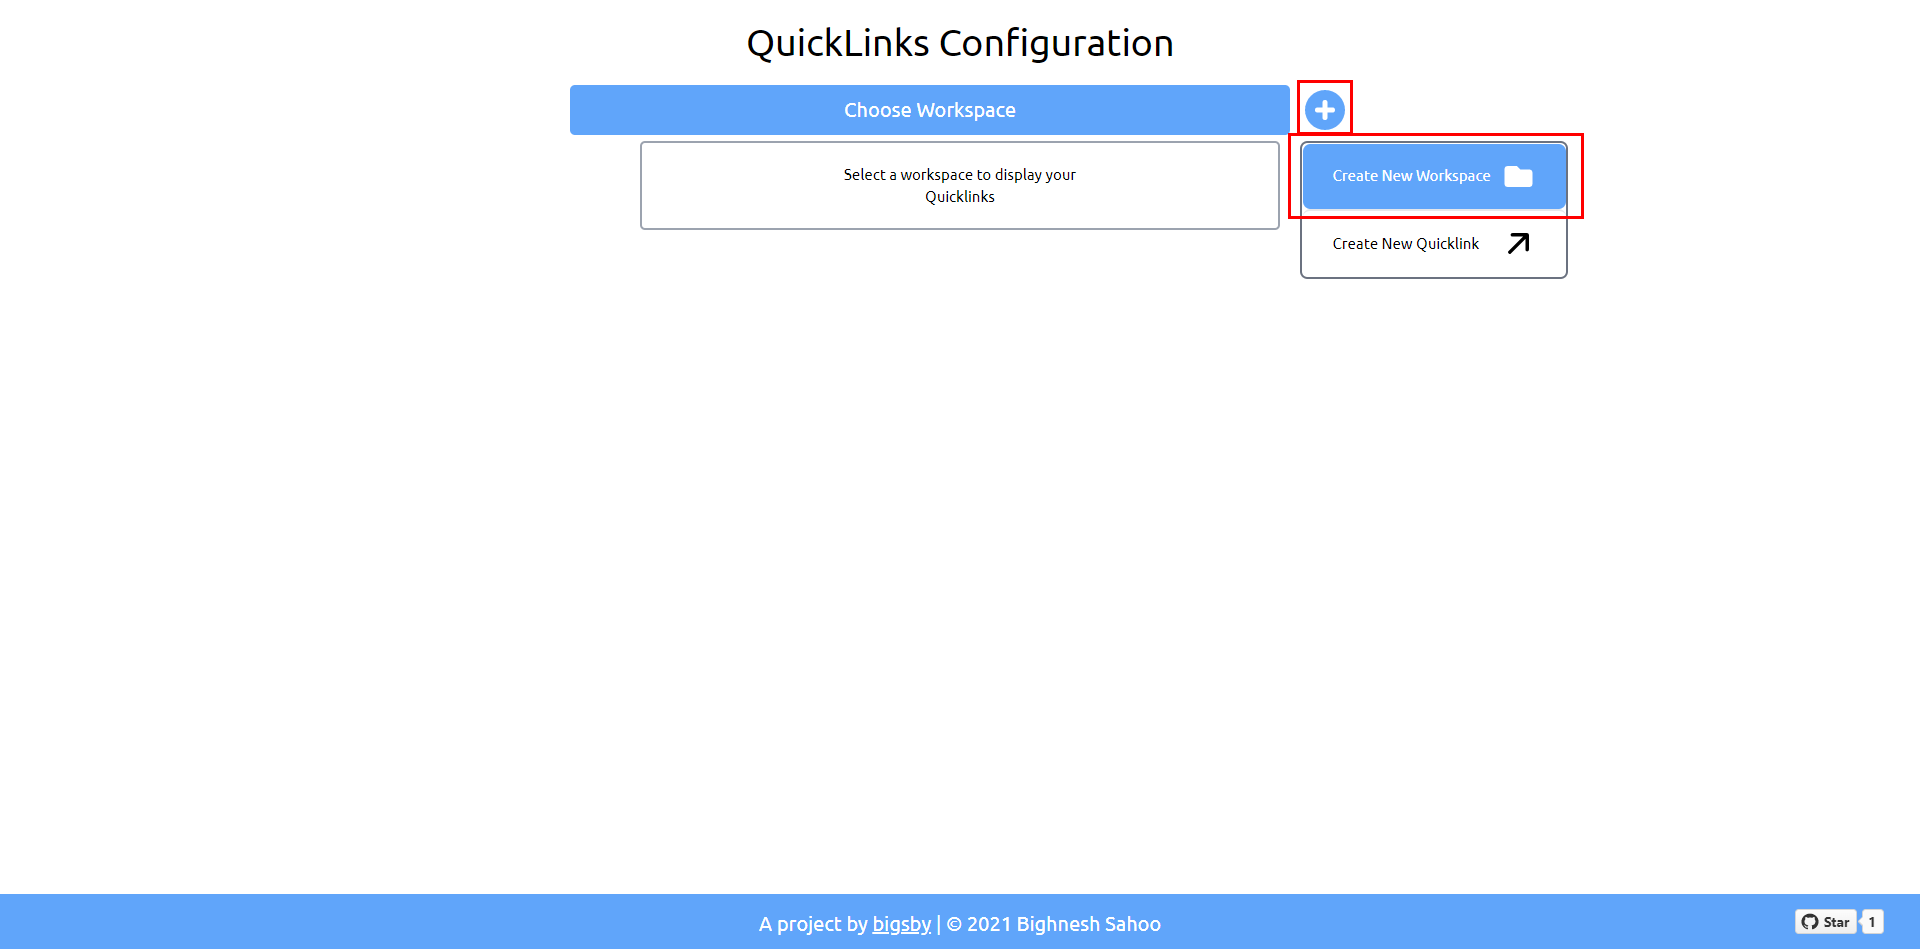 QuickLinks Configuration
Choose Workspace
Select a workspace to display your
Quicklinks
Create New Workspace
Create New Quicklink
A project by bigsby | © 2021 Bighnesh Sahoo
Star 1